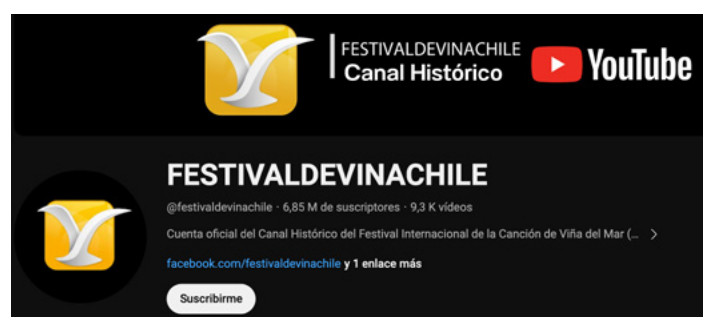 FESTIVALDEVINACHILE
Canal Histórico
YouTube
FESTIVALDEVINACHILE
@festivaldevinachile · 6,85 M de suscriptores · 9,3 K vídeos
Cuenta oficial del Canal Histórico del Festival Internacional de la Canción de Viña del Mar (...
facebook.com/festivaldevinachile y 1 enlace más
Suscribirme